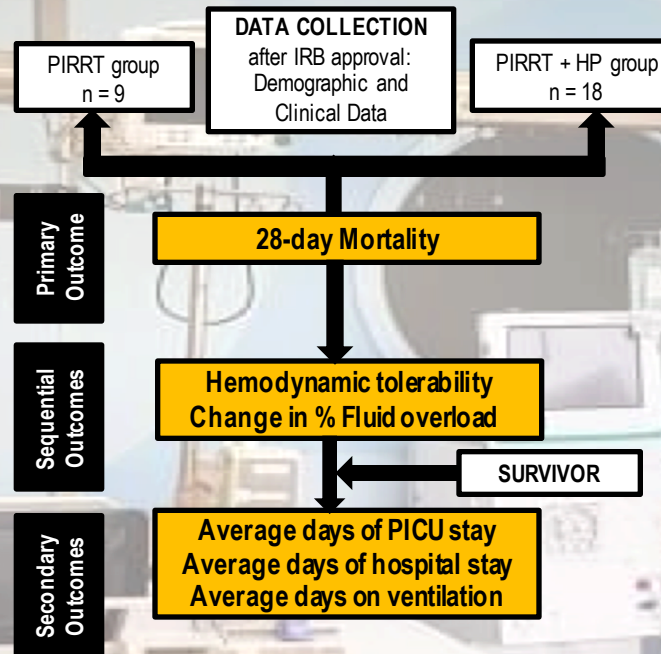 PIRRT group
n = 9
DATA COLLECTION
after IRB approval:
Demographic and
Clinical Data
PIRRT + HP group
n = 18
Primary
Outcome
28-day Mortality
Sequential
Outcomes
Hemodynamic tolerability
Change in % Fluid overload
SURVIVOR
Secondary
Outcomes
Average days of PICU stay
Average days of hospital stay
Average days on ventilation